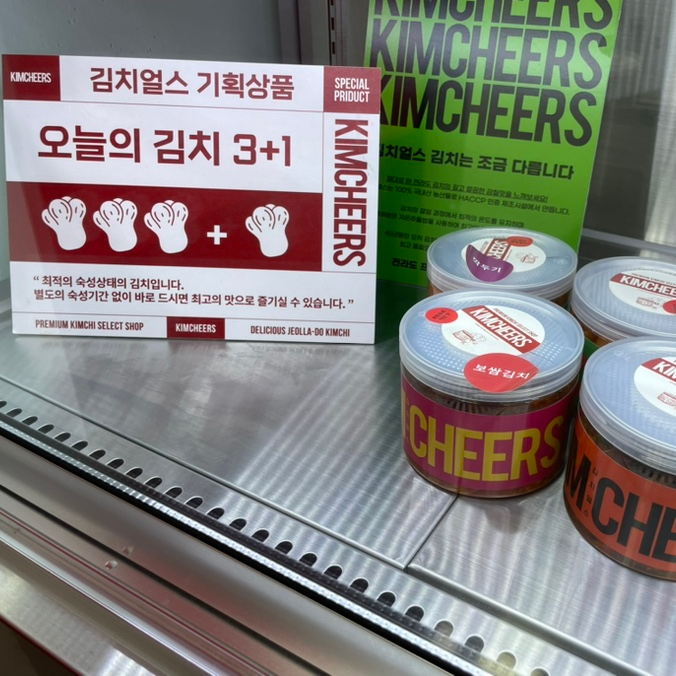 KIMCHEERS
김치얼스 기획상품
SPECIAL
PRIDUCT
오늘의 김치 3+1
KIMCHEERS
+
“ 최적의 숙성상태의 김치입니다.
별도의 숙성기간 없이 바로 드시면 최고의 맛으로 즐기실 수 있습니다. ”
PREMIUM KIMCHI SELECT SHOP
KIMCHEERS
DELICIOUS JEOLLA-DO KIMCHI
KIMCHEERS
KIMCHEERS
KIMCHEERS
김치얼스 김치는 조금 다릅니다
깍두기
KIMCHEERS
보쌈김치
CHEERS
KIMCHEERS
M CHE